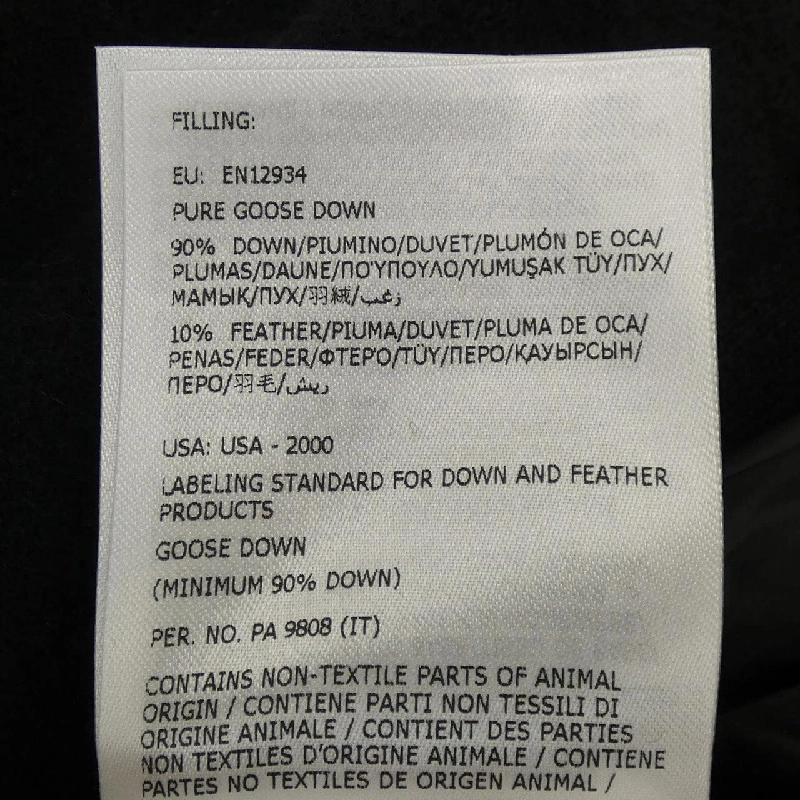 FILLING:
EU: EN12934
PURE GOOSE DOWN
90% DOWN/PIUMINO/DUVET/PLUMÓN DE OCA/
PLUMAS/DAUNE/ΠΟΎΠΟΥΛΟ/YUMUŞAK TÜY/ПУХ/
МАМЫҚ/ПУХ/羽絨/زغب
10% FEATHER/PIUMA/DUVET/PLUMA DE OCA/
PENAS/FEDER/ΦΤΕΡΌ/TÜY/ПЕРО/ҚАУЫРСЫН/
ПЕРО/羽毛/ريش
USA: USA - 2000
LABELING STANDARD FOR DOWN AND FEATHER
PRODUCTS
GOOSE DOWN
(MINIMUM 90% DOWN)
PER. NO. PA 9808 (IT)
CONTAINS NON-TEXTILE PARTS OF ANIMAL
ORIGIN / CONTIENE PARTI NON TESSILI DI
ORIGINE ANIMALE / CONTIENT DES PARTIES
NON TEXTILES D'ORIGINE ANIMALE / CONTIENE
PARTES NO TEXTILES DE ORIGEN ANIMAL /